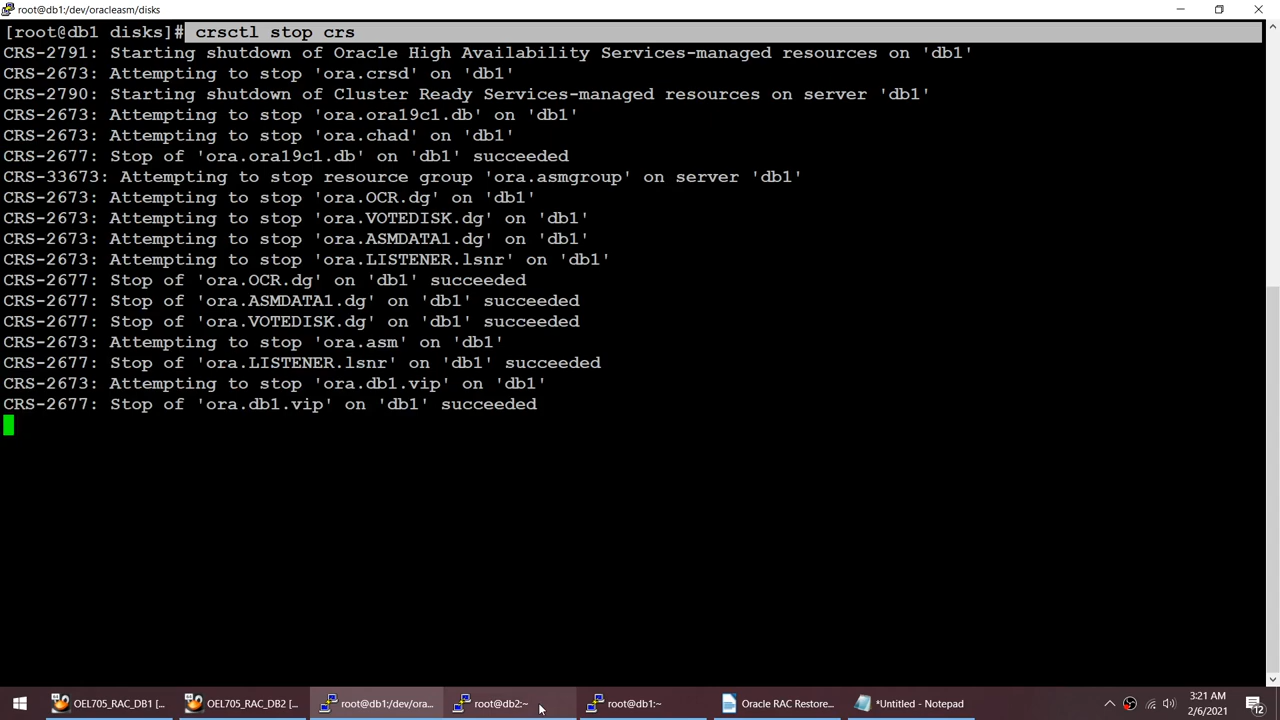 root@db1:/dev/oracleasm/disks
[root@db1 disks]# crsctl stop crs
CRS-2791: Starting shutdown of Oracle High Availability Services-managed resources on 'db1'
CRS-2673: Attempting to stop 'ora.crsd' on 'db1'
CRS-2790: Starting shutdown of Cluster Ready Services-managed resources on server 'db1'
CRS-2673: Attempting to stop 'ora.ora19c1.db' on 'db1'
CRS-2673: Attempting to stop 'ora.chad' on 'db1'
CRS-2677: Stop of 'ora.ora19c1.db' on 'db1' succeeded
CRS-33673: Attempting to stop resource group 'ora.asmgroup' on server 'db1'
CRS-2673: Attempting to stop 'ora.OCR.dg' on 'db1'
CRS-2673: Attempting to stop 'ora.VOTEDISK.dg' on 'db1'
CRS-2673: Attempting to stop 'ora.ASMDATA1.dg' on 'db1'
CRS-2673: Attempting to stop 'ora.LISTENER.lsnr' on 'db1'
CRS-2677: Stop of 'ora.OCR.dg' on 'db1' succeeded
CRS-2677: Stop of 'ora.ASMDATA1.dg' on 'db1' succeeded
CRS-2677: Stop of 'ora.VOTEDISK.dg' on 'db1' succeeded
CRS-2673: Attempting to stop 'ora.asm' on 'db1'
CRS-2677: Stop of 'ora.LISTENER.lsnr' on 'db1' succeeded
CRS-2673: Attempting to stop 'ora.db1.vip' on 'db1'
CRS-2677: Stop of 'ora.db1.vip' on 'db1' succeeded
OEL705_RAC_DB1 [... OEL705_RAC_DB2 [... root@db1:/dev/ora... root@db2:~ root@db1:~ Oracle RAC Restore... *Untitled - Notepad 3:21 AM
2/6/2021 12